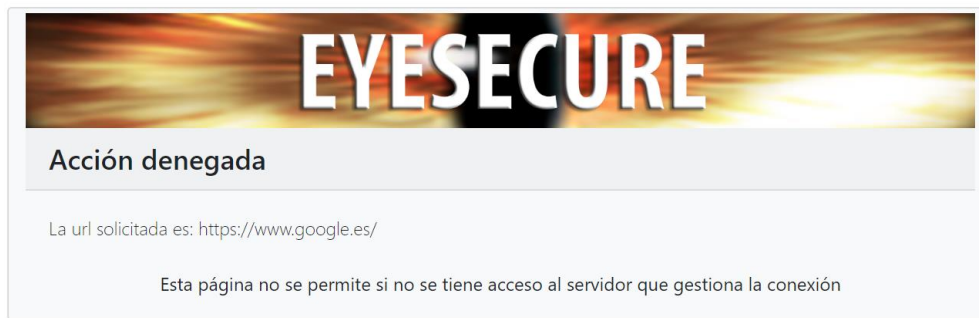 EYESECURE
Acción denegada
La url solicitada es: https://www.google.es/
Esta página no se permite si no se tiene acceso al servidor que gestiona la conexión